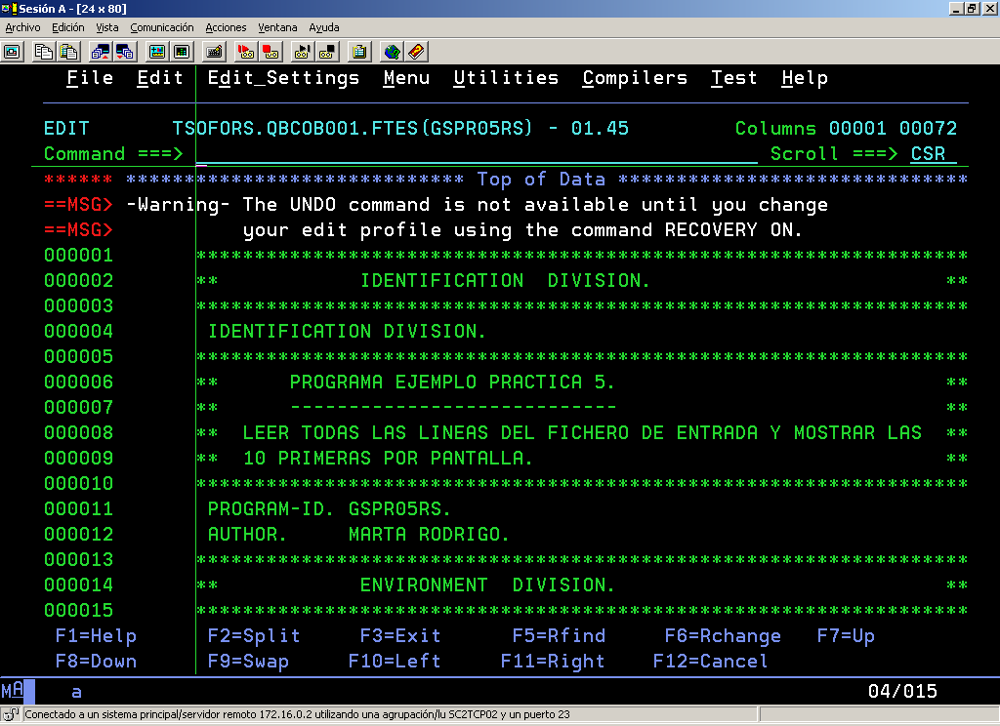 Sesión A - [24 x 80]
Archivo Edición Vista Comunicación Acciones Ventana Ayuda
File Edit Edit_Settings Menu Utilities Compilers Test Help
EDIT TSOFORS.QBCOB001.FTES(GSPR05RS) - 01.45 Columns 00001 00072
Command ===> Scroll ===> CSR
****** ***************************** Top of Data ******************************
==MSG> -Warning- The UNDO command is not available until you change
==MSG> your edit profile using the command RECOVERY ON.
000001 ******************************************************************
000002 ** IDENTIFICATION DIVISION. **
000003 ******************************************************************
000004 IDENTIFICATION DIVISION.
000005 ******************************************************************
000006 ** PROGRAMA EJEMPLO PRACTICA 5. **
000007 ** ---------------------------- **
000008 ** LEER TODAS LAS LINEAS DEL FICHERO DE ENTRADA Y MOSTRAR LAS **
000009 ** 10 PRIMERAS POR PANTALLA. **
000010 ******************************************************************
000011 PROGRAM-ID. GSPR05RS.
000012 AUTHOR. MARTA RODRIGO.
000013 ******************************************************************
000014 ** ENVIRONMENT DIVISION. **
000015 ******************************************************************
F1=Help F2=Split F3=Exit F5=Rfind F6=Rchange F7=Up
F8=Down F9=Swap F10=Left F11=Right F12=Cancel
MA a 04/015
Conectado a un sistema principal/servidor remoto 172.16.0.2 utilizando una agrupación/lu SC2TCP02 y un puerto 23